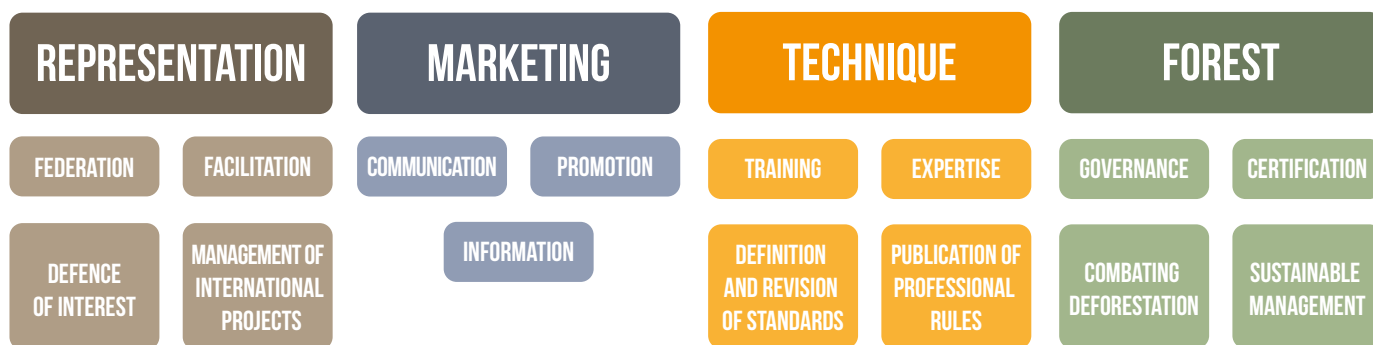 REPRESENTATION
FEDERATION
FACILITATION
DEFENCE
OF INTEREST
MANAGEMENT OF
INTERNATIONAL
PROJECTS
MARKETING
COMMUNICATION
PROMOTION
INFORMATION
TECHNIQUE
TRAINING
EXPERTISE
DEFINITION
AND REVISION
OF STANDARDS
PUBLICATION OF
PROFESSIONAL
RULES
FOREST
GOVERNANCE
CERTIFICATION
COMBATING
DEFORESTATION
SUSTAINABLE
MANAGEMENT